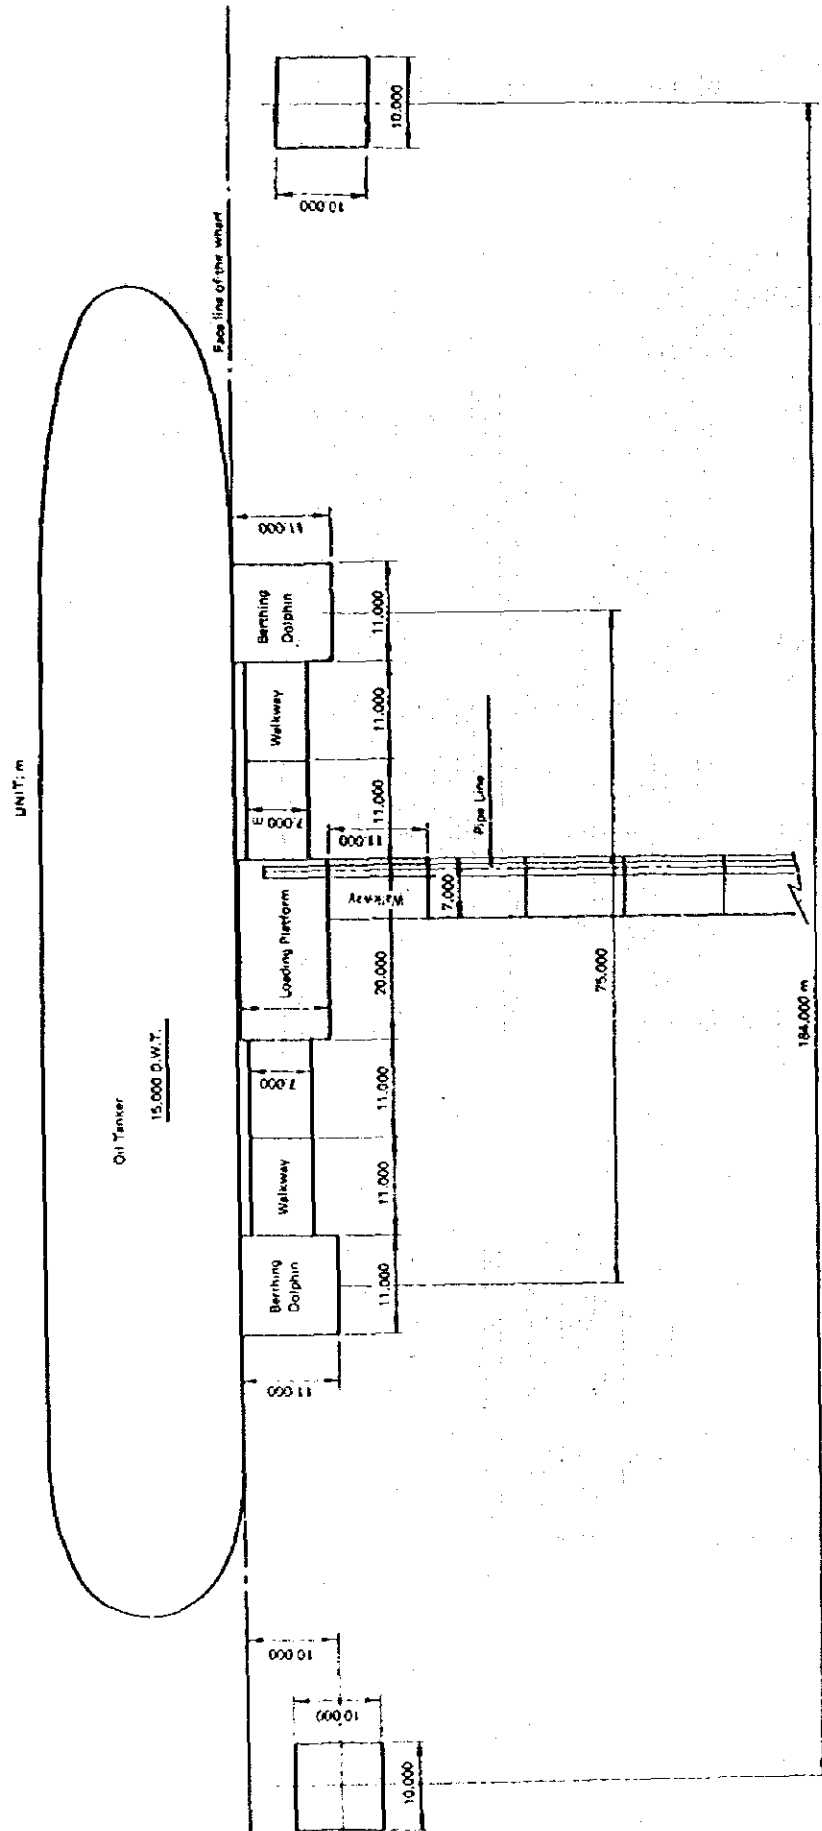 UNIT; m
Face line of the wharf
Oil Tanker
15,000 D.W.T.
10.000
10.000
11.000
Berthing
Dolphin
11.000
Walkway
11.000
11.000
7.000
E
11.000
Pipe Line
Walkway
7.000
Loading Platform
20.000
75.000
184.000 m
7.000
11.000
Walkway
11.000
Berthing
Dolphin
11.000
11.000
10.000
10.000
10.000